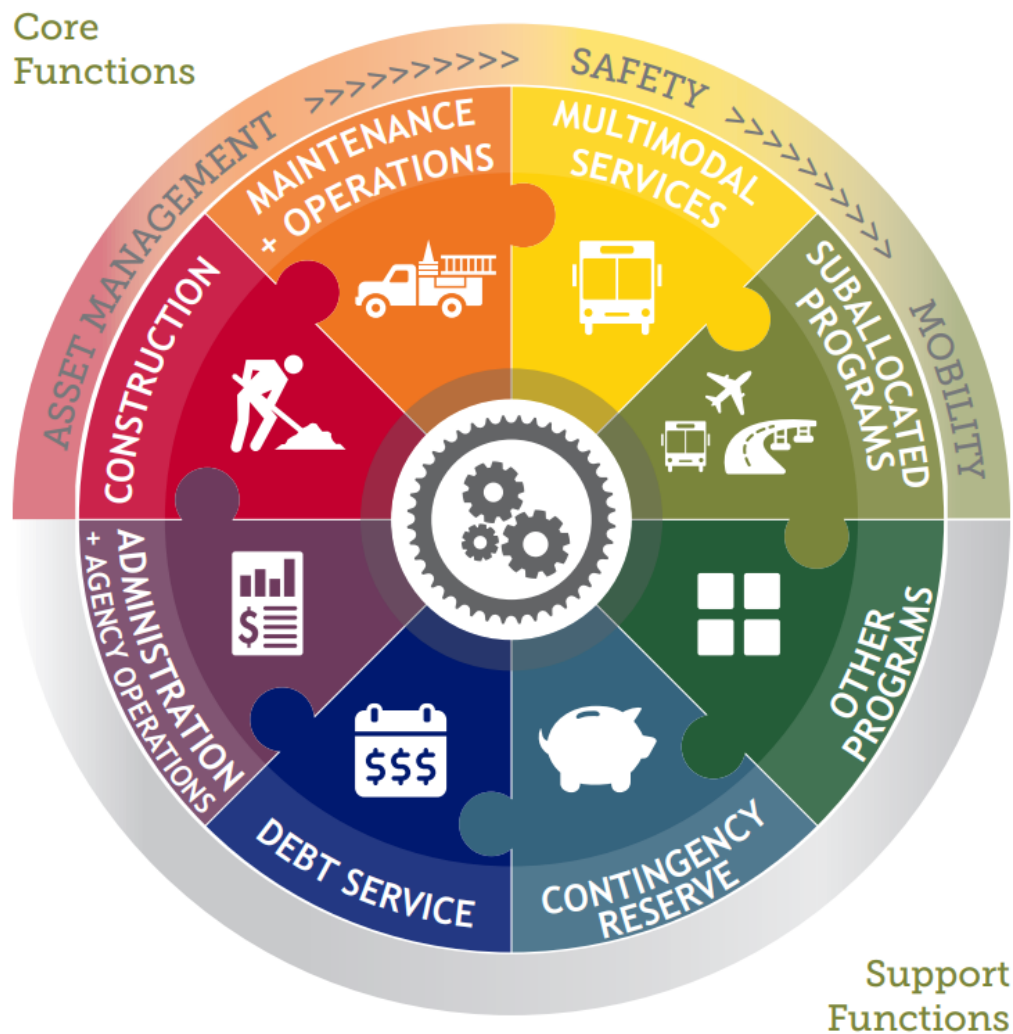 Core
Functions
ASSET MANAGEMENT >>>>>>>>>> SAFETY >>>>>>>>>> MOBILITY
CONSTRUCTION
MAINTENANCE
+ OPERATIONS
MULTIMODAL
SERVICES
SUBALLOCATED
PROGRAMS
OTHER
PROGRAMS
CONTINGENCY
RESERVE
DEBT SERVICE
$$$
ADMINISTRATION
+ AGENCY OPERATIONS
$
Support
Functions